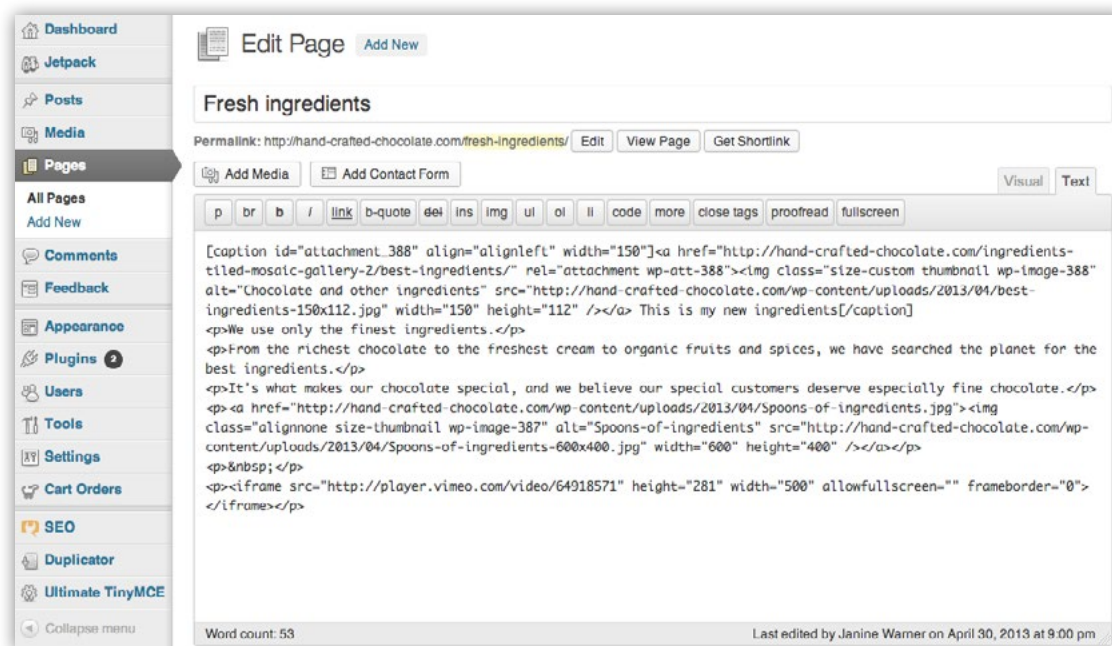 Dashboard
Jetpack
Posts
Media
Pages
All Pages
Add New
Comments
Feedback
Appearance
Plugins 2
Users
Tools
Settings
Cart Orders
SEO
Duplicator
Ultimate TinyMCE
Collapse menu
Edit Page Add New
Fresh ingredients
Permalink: http://hand-crafted-chocolate.com/fresh-ingredients/ Edit View Page Get Shortlink
Add Media Add Contact Form
Visual Text
p br b i link b-quote del ins img ul ol li code more close tags proofread fullscreen
[caption id="attachment_388" align="alignleft" width="150"]<a href="http://hand-crafted-chocolate.com/ingredients-
tiled-mosaic-gallery-2/best-ingredients/" rel="attachment wp-att-388"><img class="size-custom thumbnail wp-image-388"
alt="Chocolate and other ingredients" src="http://hand-crafted-chocolate.com/wp-content/uploads/2013/04/best-
ingredients-150x112.jpg" width="150" height="112" /></a> This is my new ingredients[/caption]
<p>We use only the finest ingredients.</p>
<p>From the richest chocolate to the freshest cream to organic fruits and spices, we have searched the planet for the
best ingredients.</p>
<p>It's what makes our chocolate special, and we believe our special customers deserve especially fine chocolate.</p>
<p><a href="http://hand-crafted-chocolate.com/wp-content/uploads/2013/04/Spoons-of-ingredients.jpg"><img
class="alignnone size-thumbnail wp-image-387" alt="Spoons-of-ingredients" src="http://hand-crafted-chocolate.com/wp-
content/uploads/2013/04/Spoons-of-ingredients-600x400.jpg" width="600" height="400" /></a></p>
<p>&nbsp;</p>
<p><iframe src="http://player.vimeo.com/video/64918571" height="281" width="500" allowfullscreen="" frameborder="0">
</iframe></p>
Word count: 53
Last edited by Janine Warner on April 30, 2013 at 9:00 pm